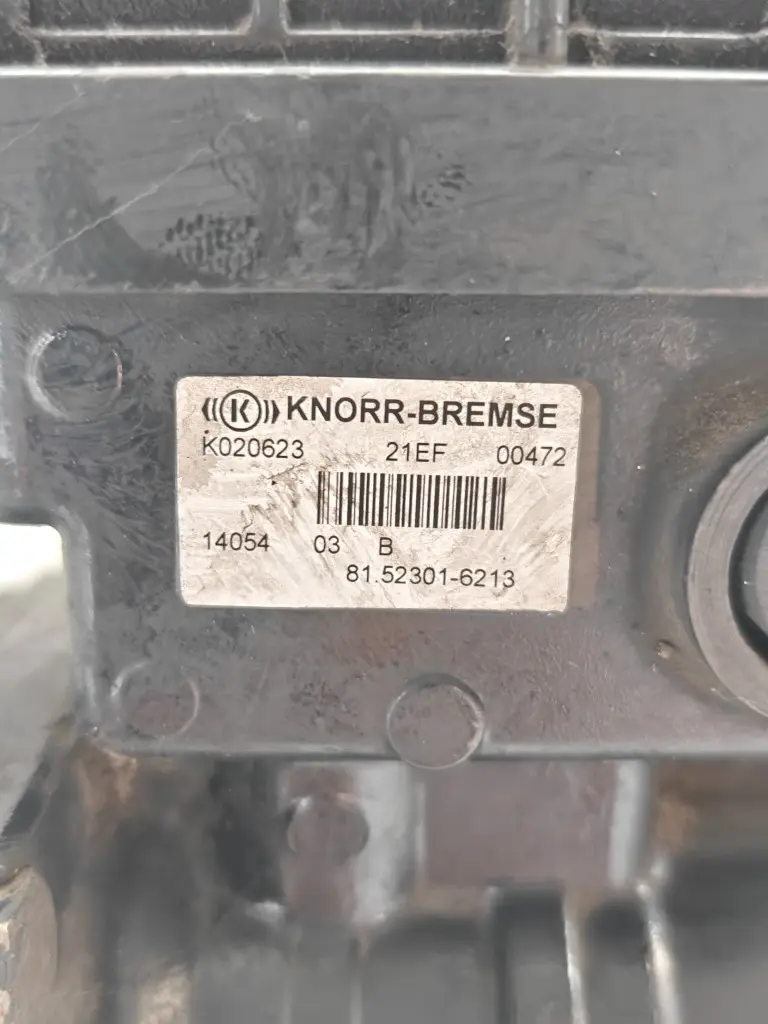 K KNORR-BREMSE
K020623 21EF 00472
14054 03 B
81.52301-6213